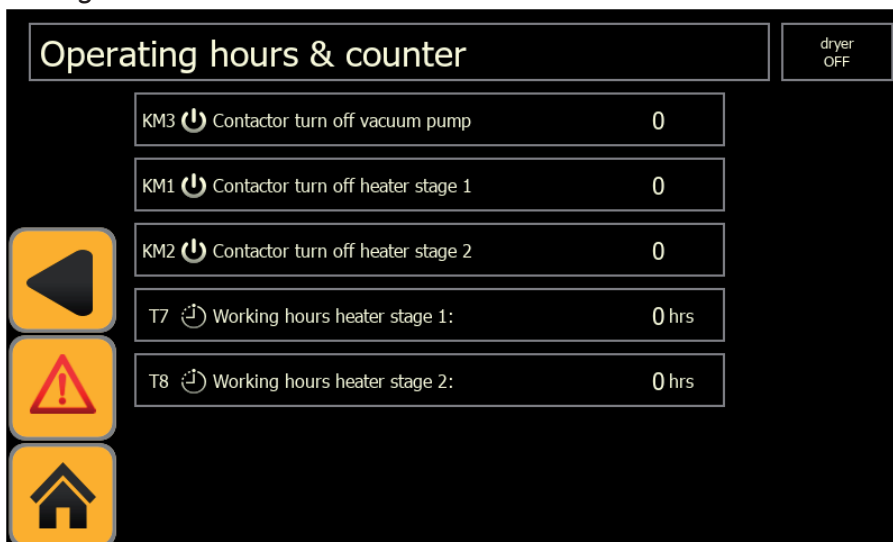 Operating hours & counter
dryer
OFF
KM3 Contactor turn off vacuum pump 0
KM1 Contactor turn off heater stage 1 0
KM2 Contactor turn off heater stage 2 0
T7 Working hours heater stage 1: 0 hrs
T8 Working hours heater stage 2: 0 hrs